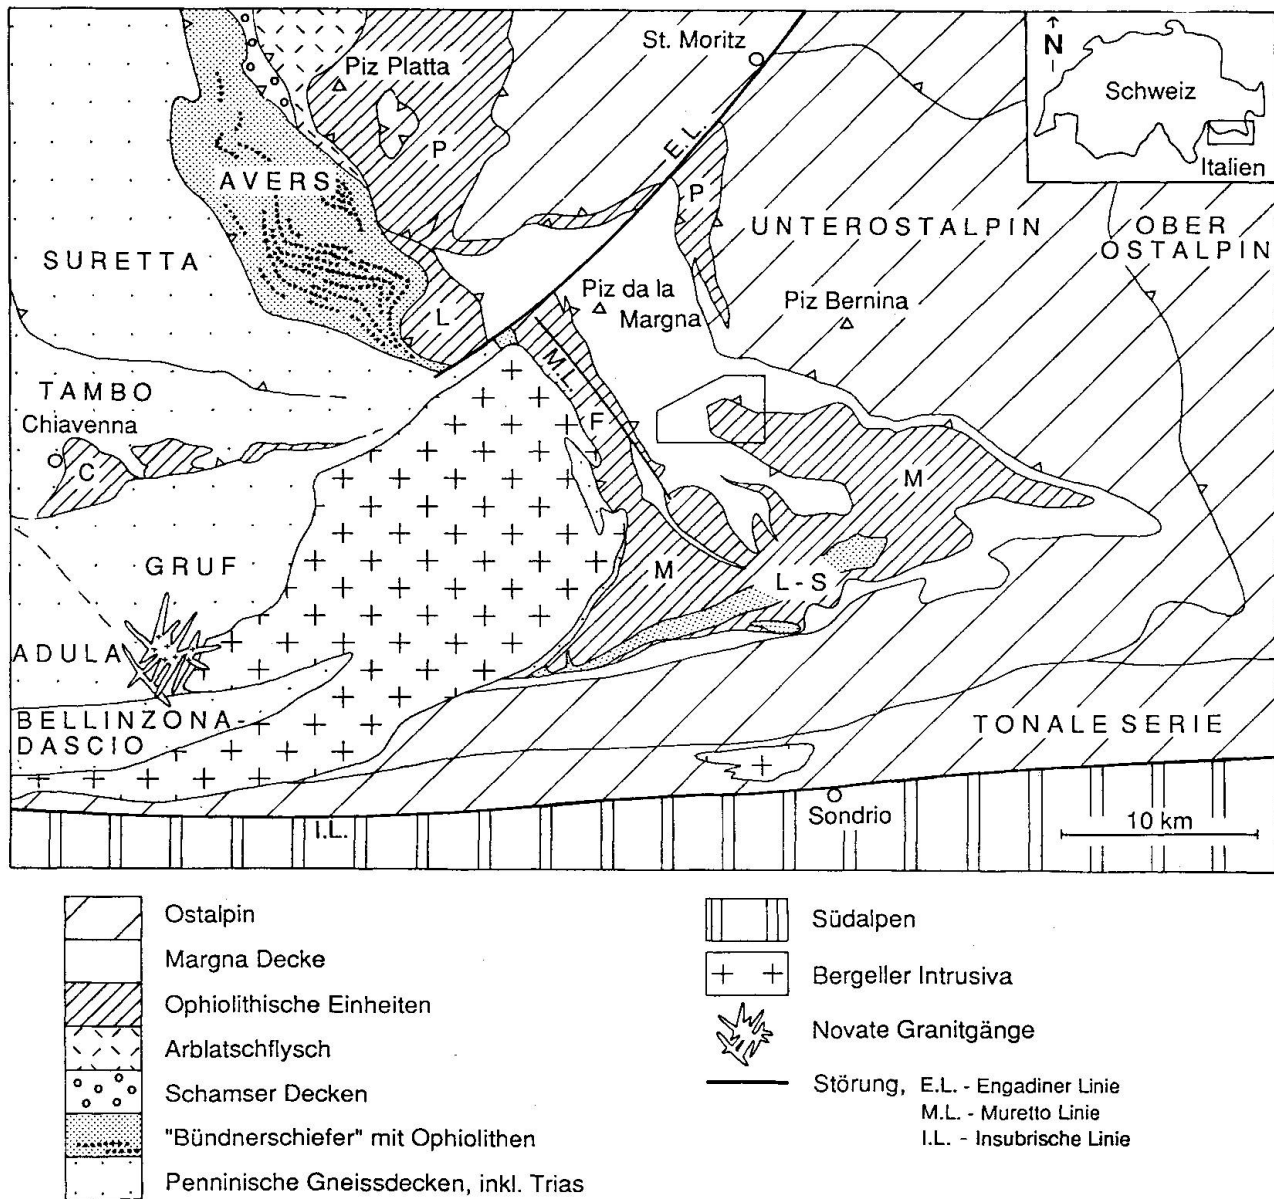 St. Moritz
N
Schweiz
Italien
Piz Platta
P
E.L.
AVERS
P
UNTEROSTALPIN
OBER
OSTALPIN
SURETTA
Piz da la
Margna
Piz Bernina
L
M.L.
TAMBO
Chiavenna
F
C
M
GRUF
M
L-S
ADULA
BELLINZONA-
DASCIO
TONALE SERIE
Sondrio
I.L.
10 km
Ostalpin
Margna Decke
Ophiolithische Einheiten
Arblatschflysch
Schamser Decken
"Bündnerschiefer" mit Ophiolithen
Penninische Gneissdecken, inkl. Trias
Südalpen
Bergeller Intrusiva
Novate Granitgänge
Störung, E.L. - Engadiner Linie
M.L. - Muretto Linie
I.L. - Insubrische Linie